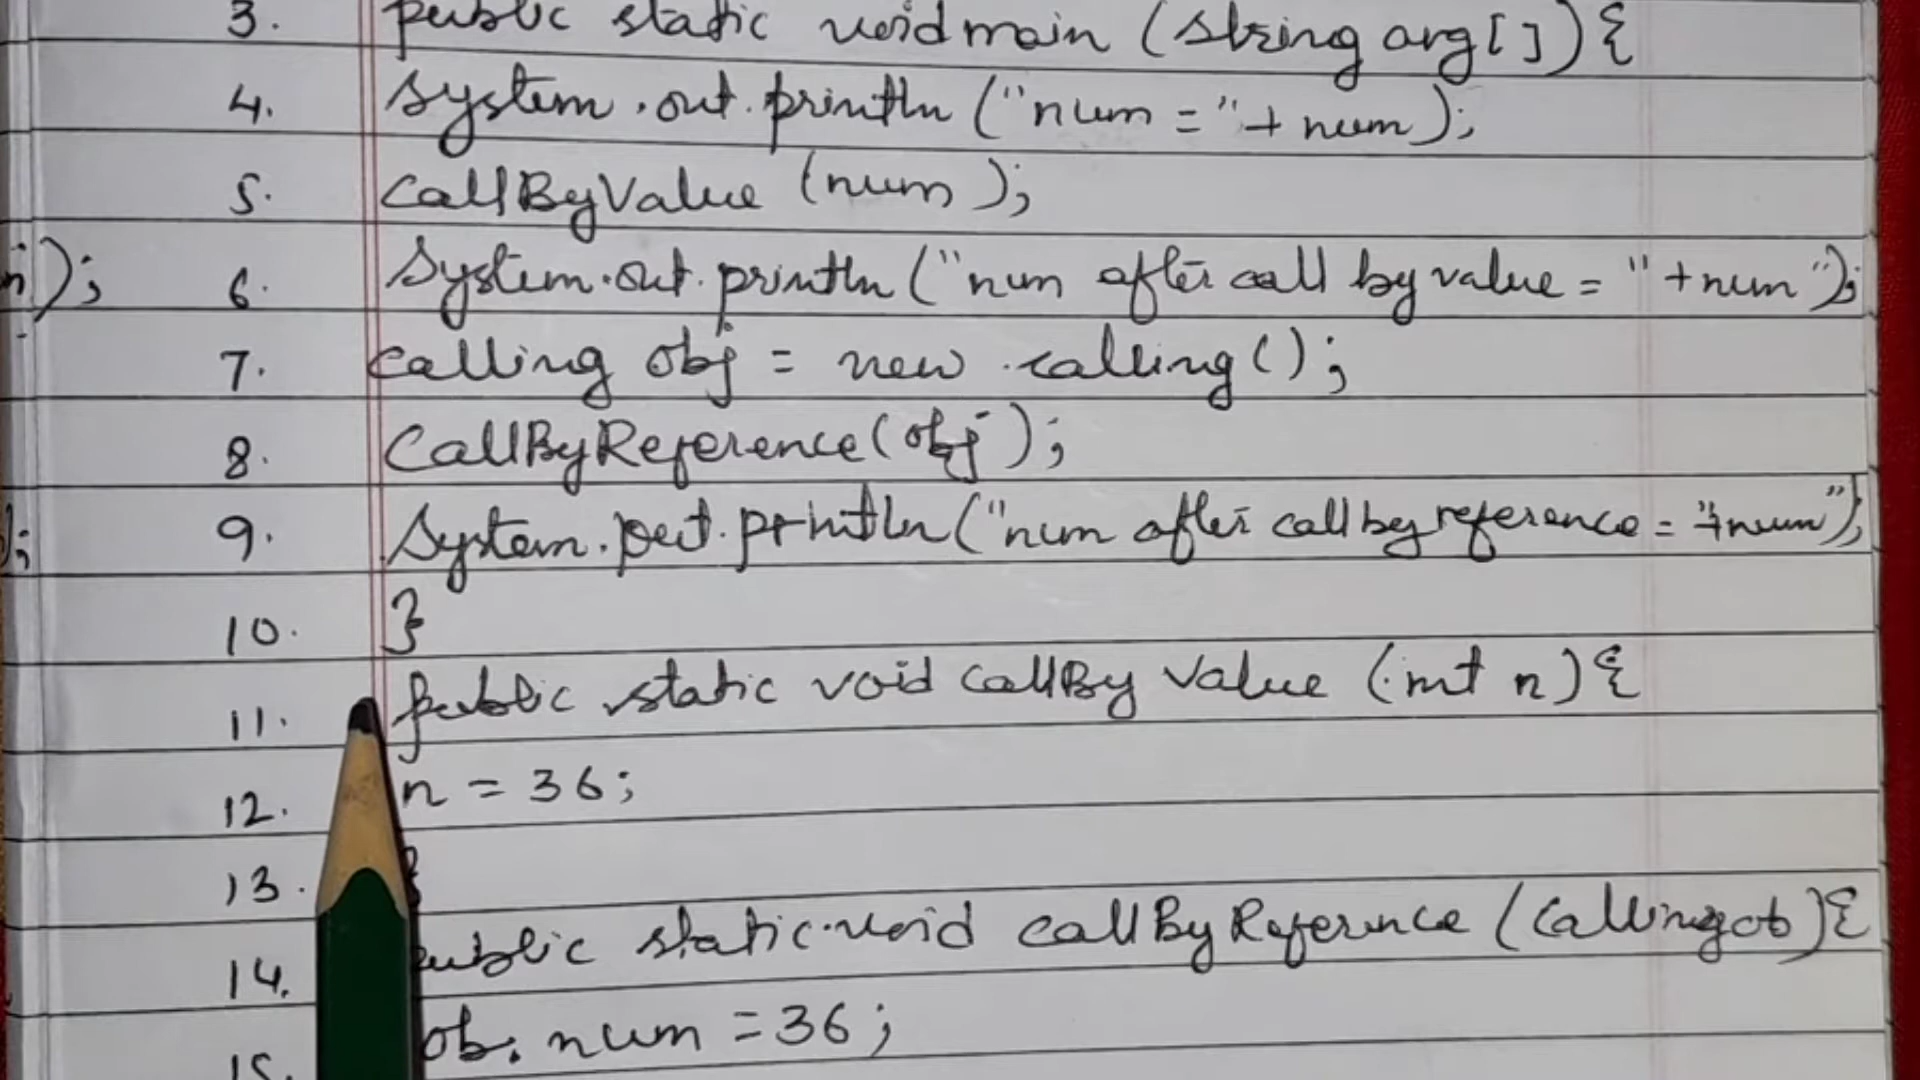 3. public static void main (string arg[]){
4. System.out.println ("num = "+ num);
5. CallByValue (num);
n); 6. System.out.println ("num after call by value = " +num");
7. Calling obj = new calling();
8. CallByReference(obj);
); 9. System.out.println("num after call by reference = "+num");
10. }
11. public static void callBy Value (int n){
12. n = 36;
13. }
14. public static void callByReference (Calling ob){
15. ob. num = 36;